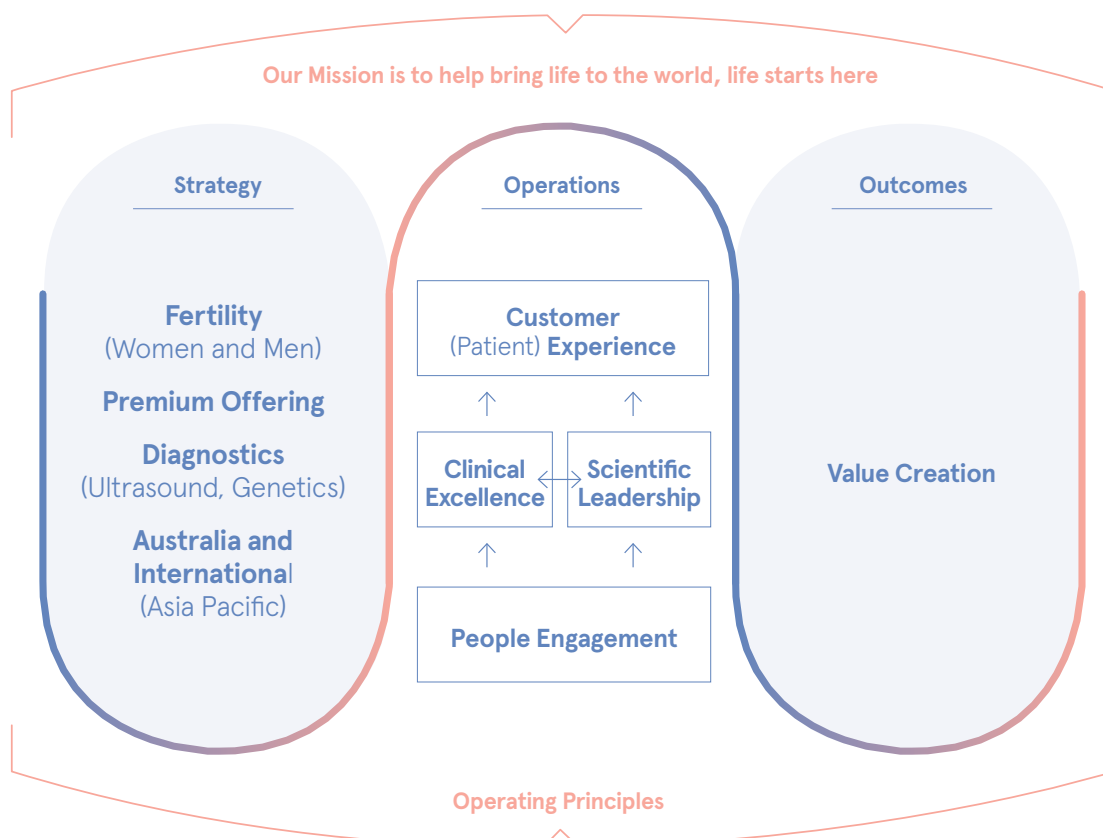 Our Mission is to help bring life to the world, life starts here
Strategy
Fertility
(Women and Men)
Premium Offering
Diagnostics
(Ultrasound, Genetics)
Australia and
International
(Asia Pacific)
Operations
Customer
(Patient) Experience
Clinical
Excellence
Scientific
Leadership
People Engagement
Outcomes
Value Creation
Operating Principles